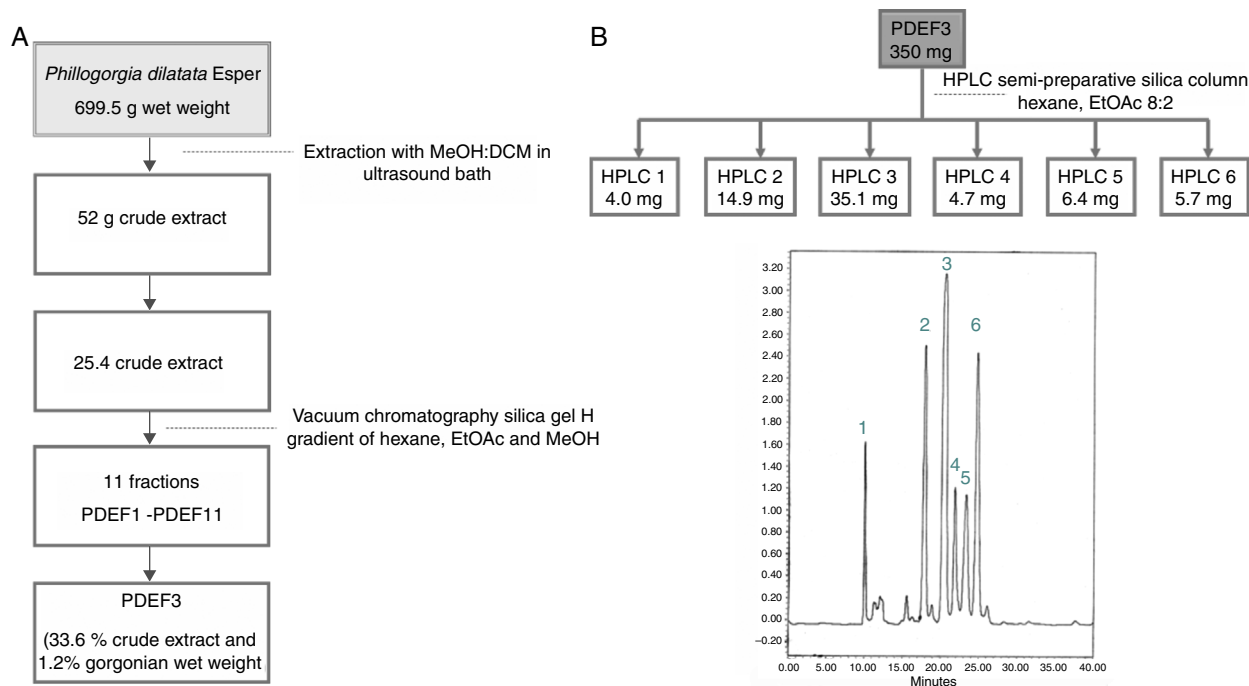 A
Phillogorgia dilatata Esper
699.5 g wet weight
Extraction with MeOH:DCM in
ultrasound bath
52 g crude extract
25.4 crude extract
Vacuum chromatography silica gel H
gradient of hexane, EtOAc and MeOH
11 fractions
PDEF1 -PDEF11
PDEF3
(33.6 % crude extract and
1.2% gorgonian wet weight
B
PDEF3
350 mg
HPLC semi-preparative silica column
hexane, EtOAc 8:2
HPLC 1
4.0 mg
HPLC 2
14.9 mg
HPLC 3
35.1 mg
HPLC 4
4.7 mg
HPLC 5
6.4 mg
HPLC 6
5.7 mg
3.20
3.00
2.80
2.60
2.40
2.20
2.00
1.80
1.60
1.40
1.20
1.00
0.80
0.60
0.40
0.20
0.00
–0.20
1
2
3
4
5
6
0.00 5.00 10.00 15.00 20.00 25.00 30.00 35.00 40.00
Minutes